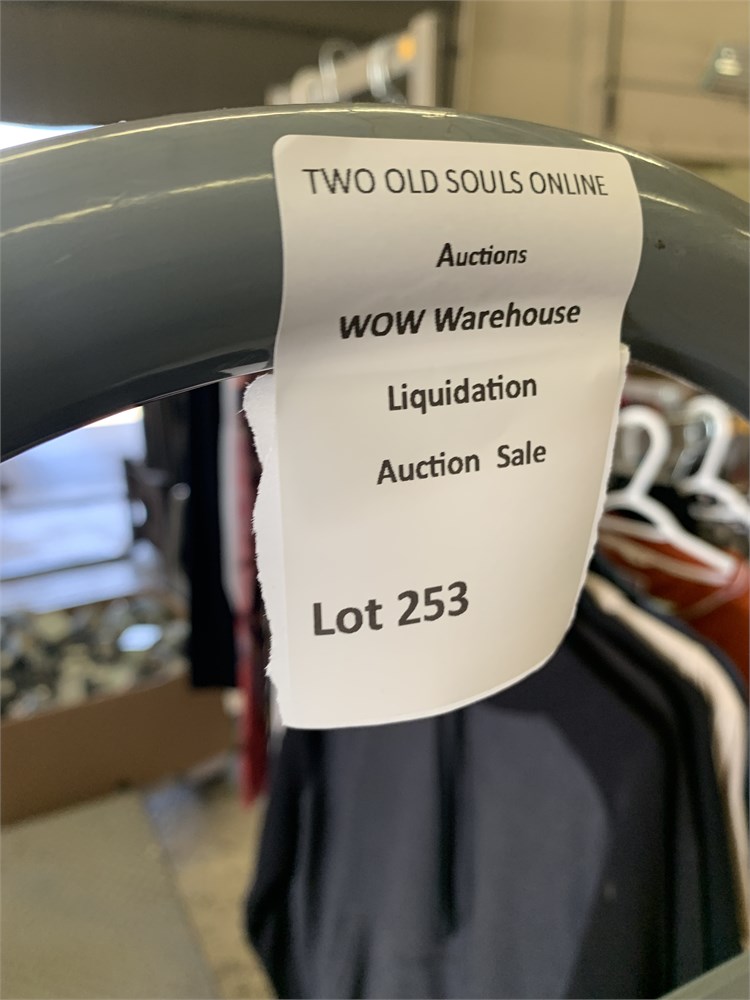 TWO OLD SOULS ONLINE
Auctions
WOW Warehouse
Liquidation
Auction Sale
Lot 253